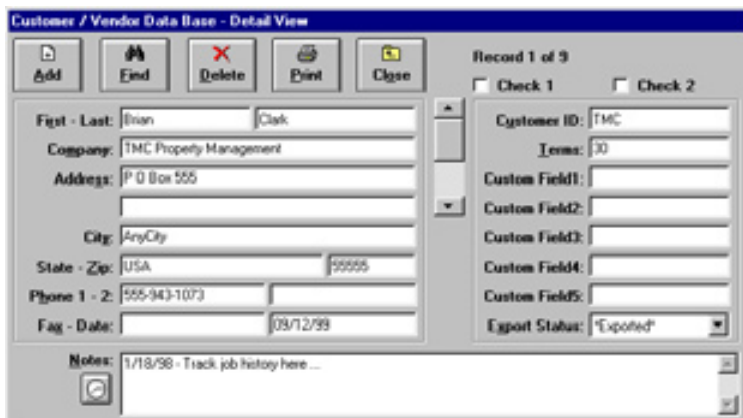 Customer / Vendor Data Base - Detail View
Add Find Delete Print Close
Record 1 of 9
Check 1 Check 2
First - Last: Brian Clark
Customer ID: TMC
Company: TMC Property Management
Terms: 30
Address: P O Box 555
Custom Field1:
Custom Field2:
City: AnyCity
Custom Field3:
State - Zip: USA 55555
Custom Field4:
Phone 1 - 2: 555-943-1073
Custom Field5:
Fax - Date: 09/12/99
Export Status: *Exported*
Notes: 1/18/98 - Track job history here ...